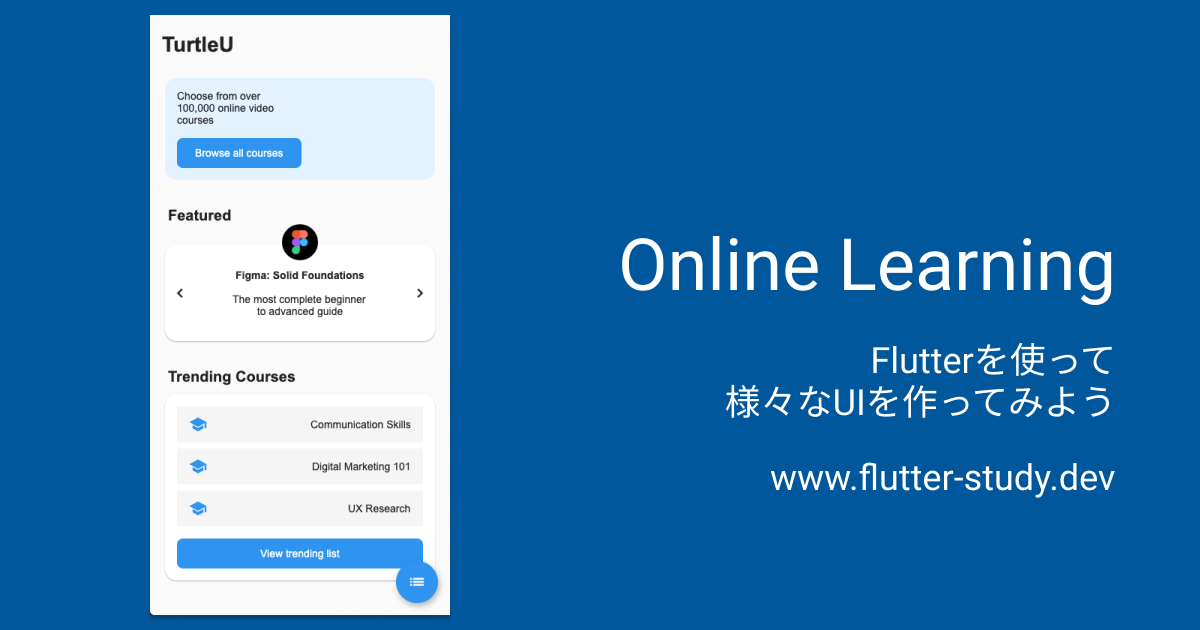 TurtleU
Choose from over
100,000 online video
courses
Browse all courses
Featured
Figma: Solid Foundations
The most complete beginner
to advanced guide
Trending Courses
Communication Skills
Digital Marketing 101
UX Research
View trending list
Online Learning
Flutterを使って
様々なUIを作ってみよう
www.flutter-study.dev